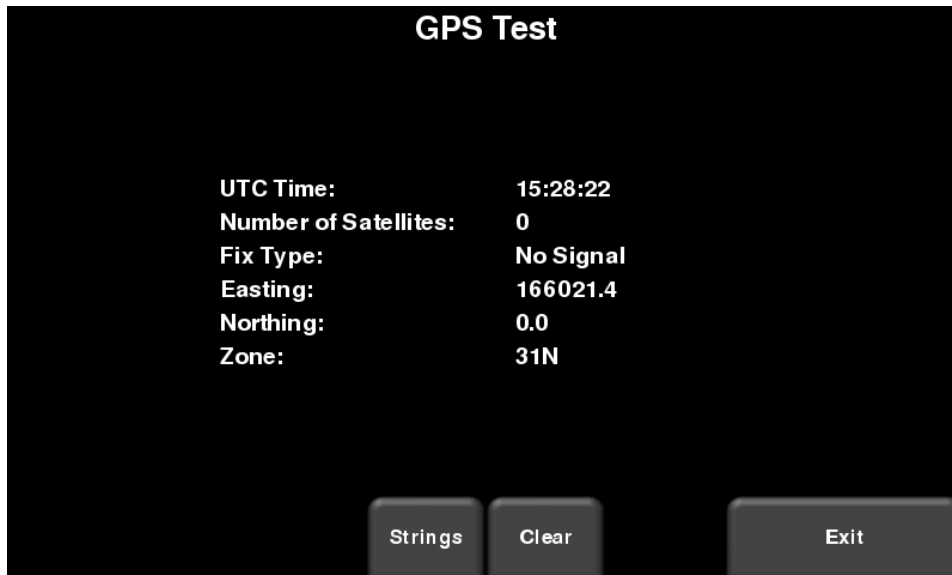 GPS Test
UTC Time: 15:28:22
Number of Satellites: 0
Fix Type: No Signal
Easting: 166021.4
Northing: 0.0
Zone: 31N
Strings Clear Exit